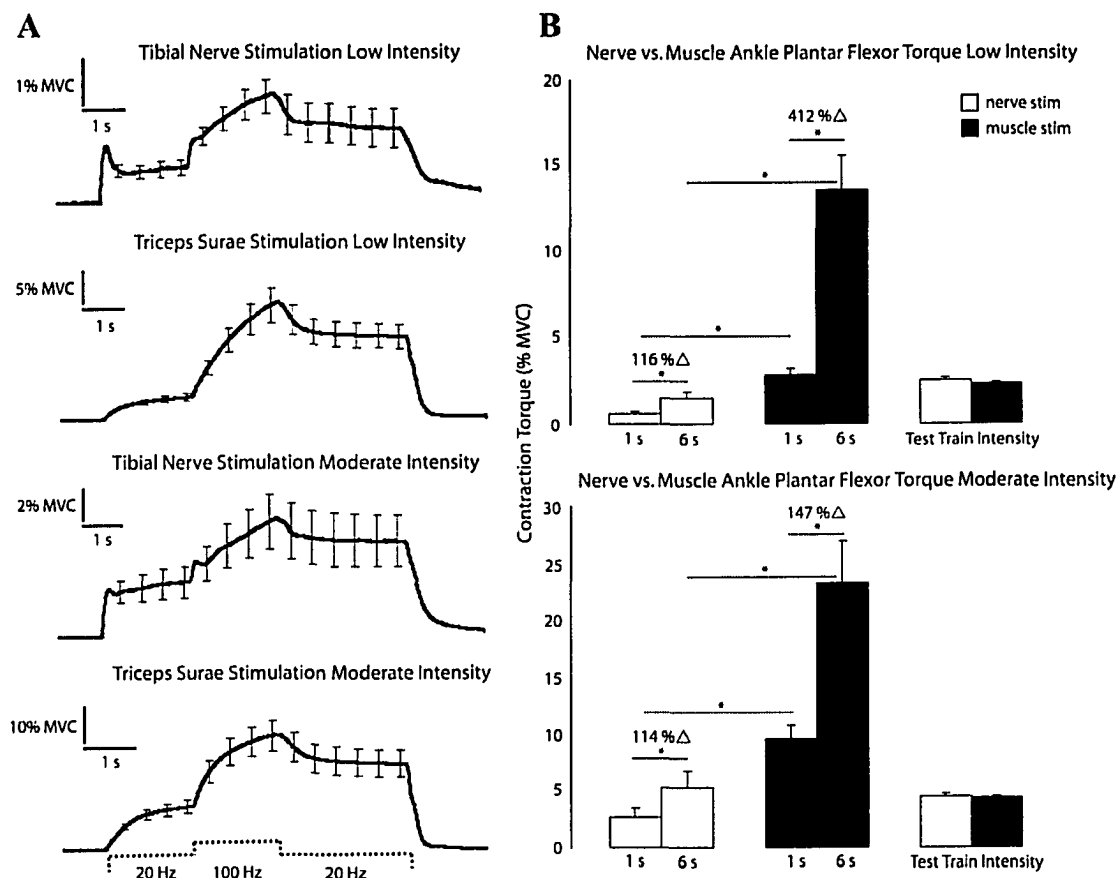 A
Tibial Nerve Stimulation Low Intensity
1% MVC
1 s
Triceps Surae Stimulation Low Intensity
5% MVC
1 s
Tibial Nerve Stimulation Moderate Intensity
2% MVC
1 s
Triceps Surae Stimulation Moderate Intensity
10% MVC
1 s
20 Hz 100 Hz 20 Hz
B
Nerve vs. Muscle Ankle Plantar Flexor Torque Low Intensity
Contraction Torque (% MVC)
20
15
10
5
0
nerve stim
muscle stim
412 %Δ
*
*
*
116 %Δ
*
1 s 6 s 1 s 6 s Test Train Intensity
Nerve vs. Muscle Ankle Plantar Flexor Torque Moderate Intensity
30
25
20
15
10
5
0
147 %Δ
*
*
*
114 %Δ
*
1 s 6 s 1 s 6 s Test Train Intensity